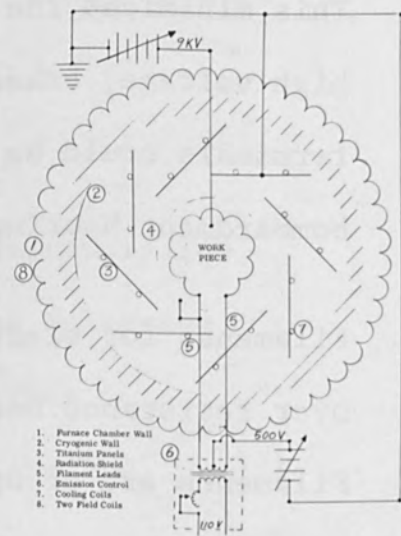 9KV
2
4
1
WORK
PIECE
8
3
5
5
7
500V
1. Furnace Chamber Wall
2. Cryogenic Wall
3. Titanium Panels
4. Radiation Shield
5. Filament Leads
6. Emission Control
7. Cooling Coils
8. Two Field Coils
6
110V